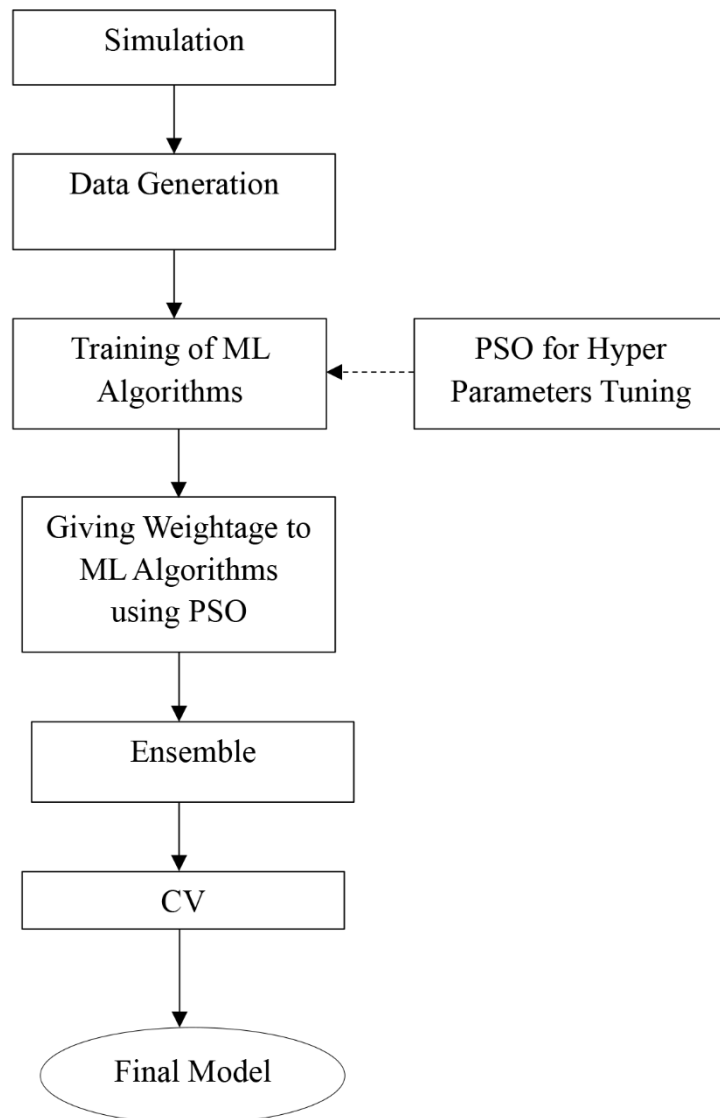 Simulation
Data Generation
Training of ML
Algorithms
PSO for Hyper
Parameters Tuning
Giving Weightage to
ML Algorithms
using PSO
Ensemble
CV
Final Model